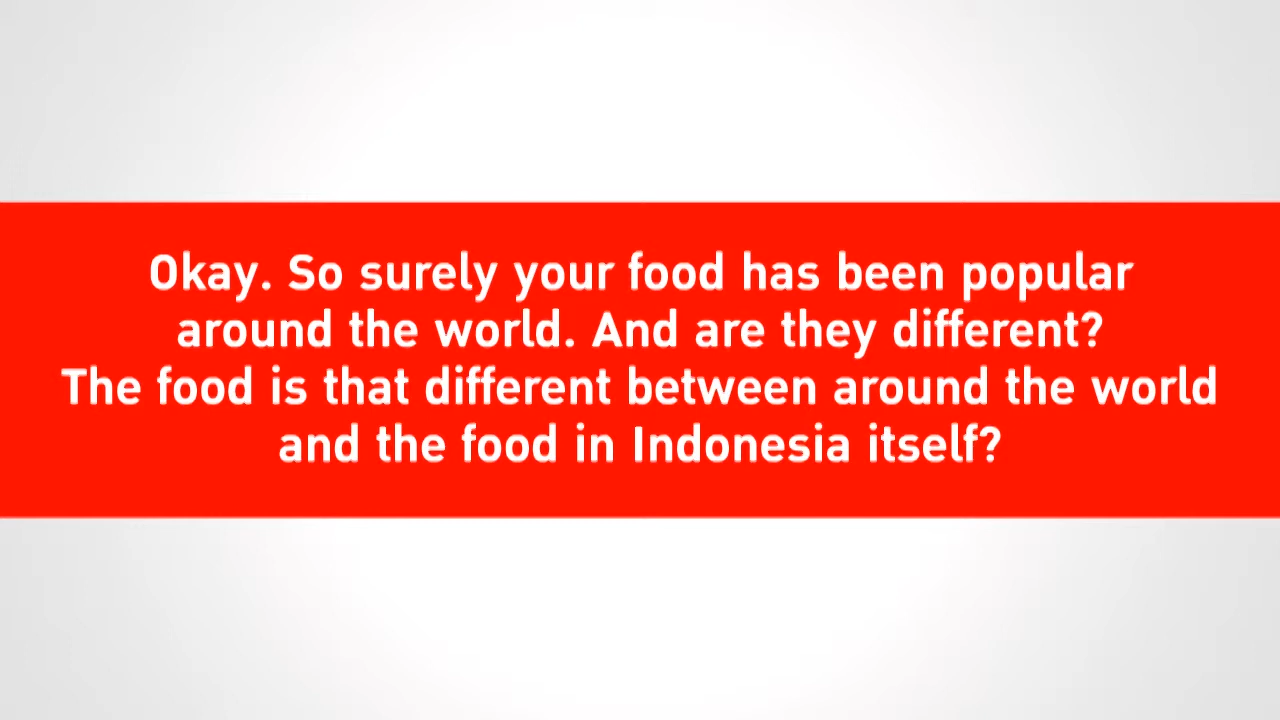 Okay. So surely your food has been popular
around the world. And are they different?
The food is that different between around the world
and the food in Indonesia itself?